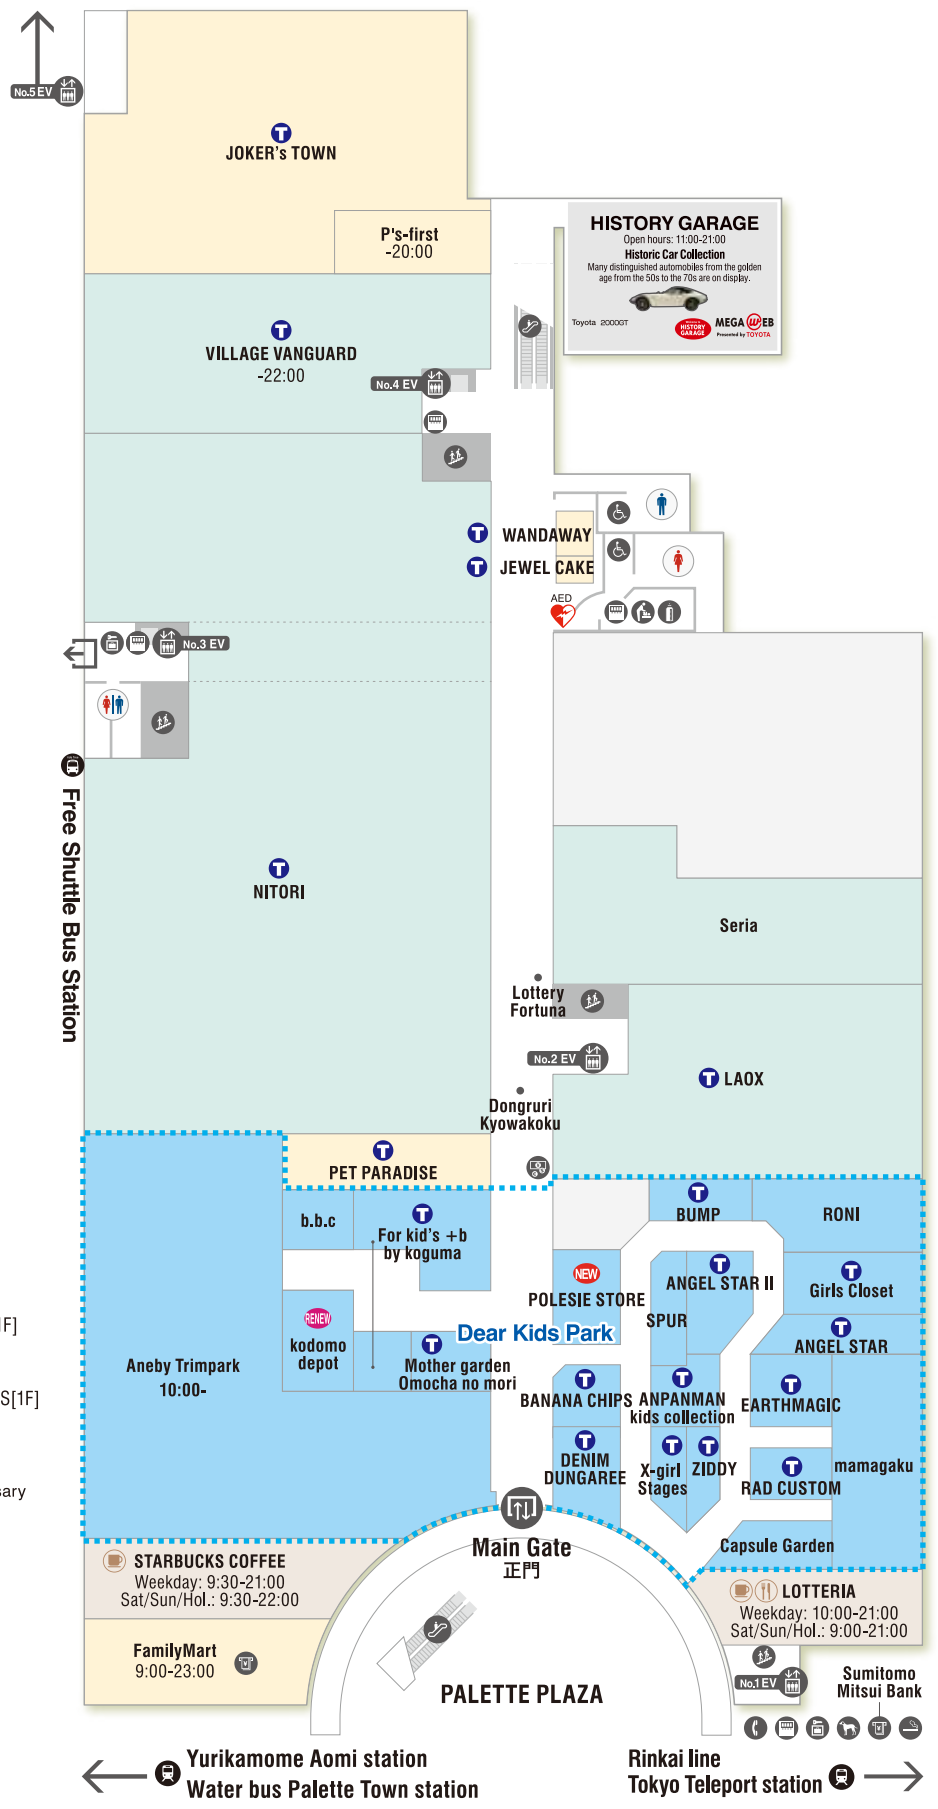 No.5 EV
T
JOKER's TOWN
P's-first
-20:00
HISTORY GARAGE
Open hours: 11:00-21:00
Historic Car Collection
Many distinguished automobiles from the golden
age from the 50s to the 70s are on display.
Toyota 2000GT
HISTORY
GARAGE
MEGA WEB
Presented by TOYOTA
T
VILLAGE VANGUARD
-22:00
No.4 EV
T WANDAWAY
T JEWEL CAKE
AED
No.3 EV
Free Shuttle Bus Station
T
NITORI
Seria
Lottery
Fortuna
No.2 EV
T LAOX
Dongruri
Kyowakoku
T
PET PARADISE
b.b.c
T
For kid's +b
by koguma
T
BUMP
RONI
NEW
POLESIE STORE
T
ANGEL STAR II
T
Girls Closet
SPUR
Dear Kids Park
RENEW
kodomo
depot
T
Mother garden
Omocha no mori
T
ANGEL STAR
Aneby Trimpark
10:00-
T
BANANA CHIPS
T
ANPANMAN
kids collection
T
EARTHMAGIC
T
DENIM
DUNGAREE
T
X-girl
Stages
T
ZIDDY
T
RAD CUSTOM
mamagaku
Capsule Garden
F]
S[1F]
sary
Main Gate
正門
STARBUCKS COFFEE
Weekday: 9:30-21:00
Sat/Sun/Hol.: 9:30-22:00
LOTTERIA
Weekday: 10:00-21:00
Sat/Sun/Hol.: 9:00-21:00
FamilyMart
9:00-23:00
No.1 EV
Sumitomo
Mitsui Bank
PALETTE PLAZA
Yurikamome Aomi station
Water bus Palette Town station
Rinkai line
Tokyo Teleport station